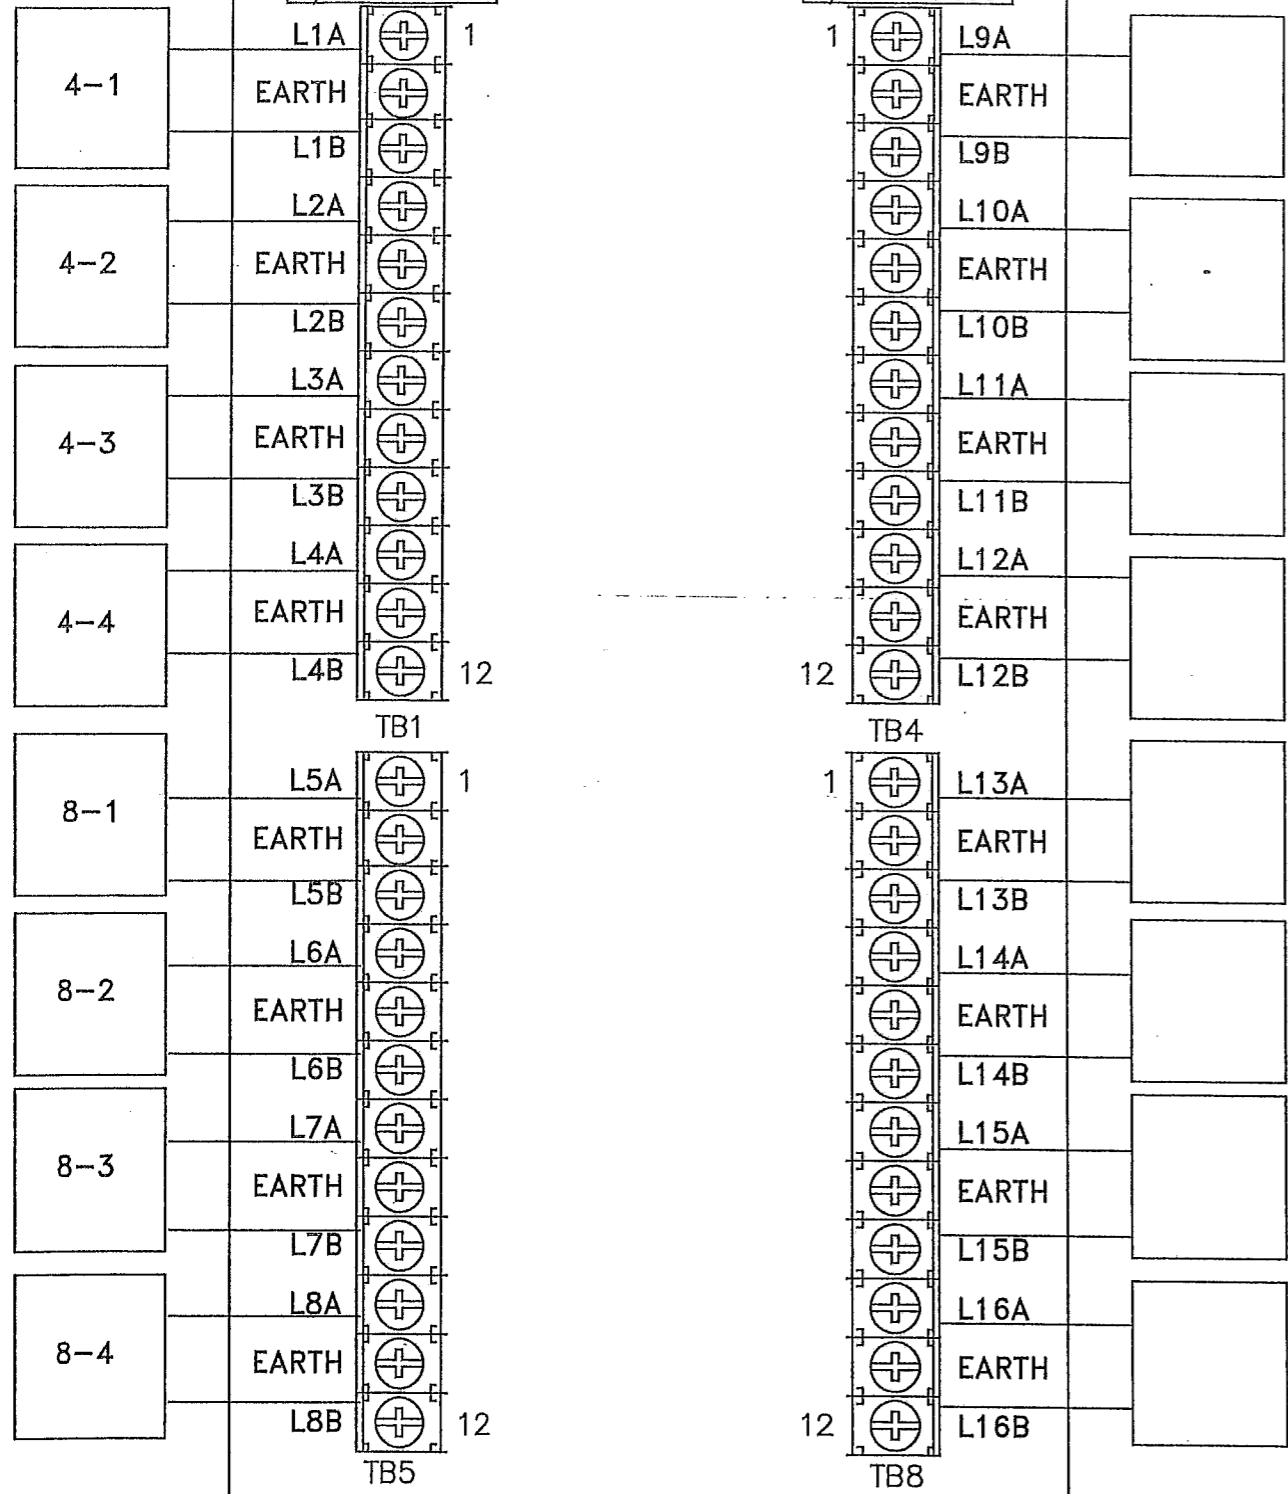 L1A 1
4-1
EARTH
L1B
L2A
4-2
EARTH
L2B
L3A
4-3
EARTH
L3B
L4A
4-4
EARTH
L4B 12
TB1
L5A 1
8-1
EARTH
L5B
L6A
8-2
EARTH
L6B
L7A
8-3
EARTH
L7B
L8A
8-4
EARTH
L8B 12
TB5
1 L9A
EARTH
L9B
L10A
EARTH
L10B
L11A
EARTH
L11B
L12A
EARTH
12 L12B
TB4
1 L13A
EARTH
L13B
L14A
EARTH
L14B
L15A
EARTH
L15B
L16A
EARTH
12 L16B
TB8